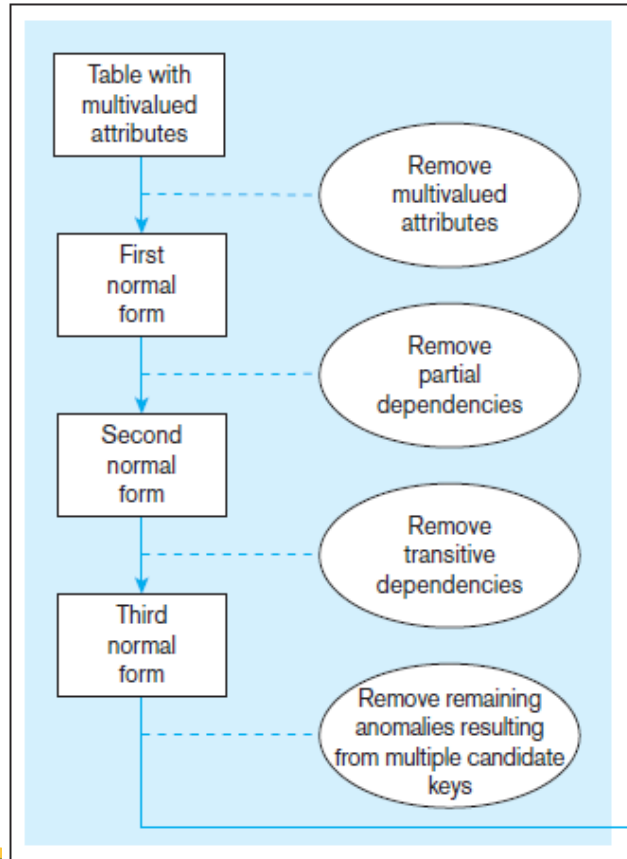 Table with
multivalued
attributes
Remove
multivalued
attributes
First
normal
form
Remove
partial
dependencies
Second
normal
form
Remove
transitive
dependencies
Third
normal
form
Remove remaining
anomalies resulting
from multiple candidate
keys